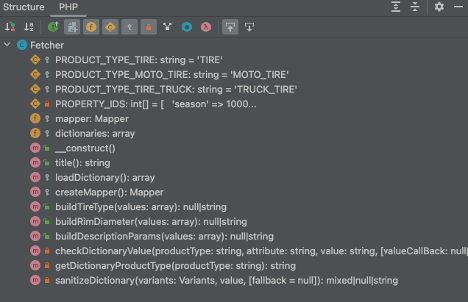 Structure PHP
Fetcher
PRODUCT_TYPE_TIRE: string = 'TIRE'
PRODUCT_TYPE_MOTO_TIRE: string = 'MOTO_TIRE'
PRODUCT_TYPE_TIRE_TRUCK: string = 'TRUCK_TIRE'
PROPERTY_IDS: int[] = [ 'season' => 1000...
mapper: Mapper
dictionaries: array
__construct()
title(): string
loadDictionary(): array
createMapper(): Mapper
buildTireType(values: array): null|string
buildRimDiameter(values: array): null|string
buildDescriptionParams(values: array): null|string
checkDictionaryValue(productType: string, attribute: string, value: string, [valueCallBack: null
getDictionaryProductType(productType: string): string
sanitizeDictionary(variants: Variants, value, [fallback = null]): mixed|null|string